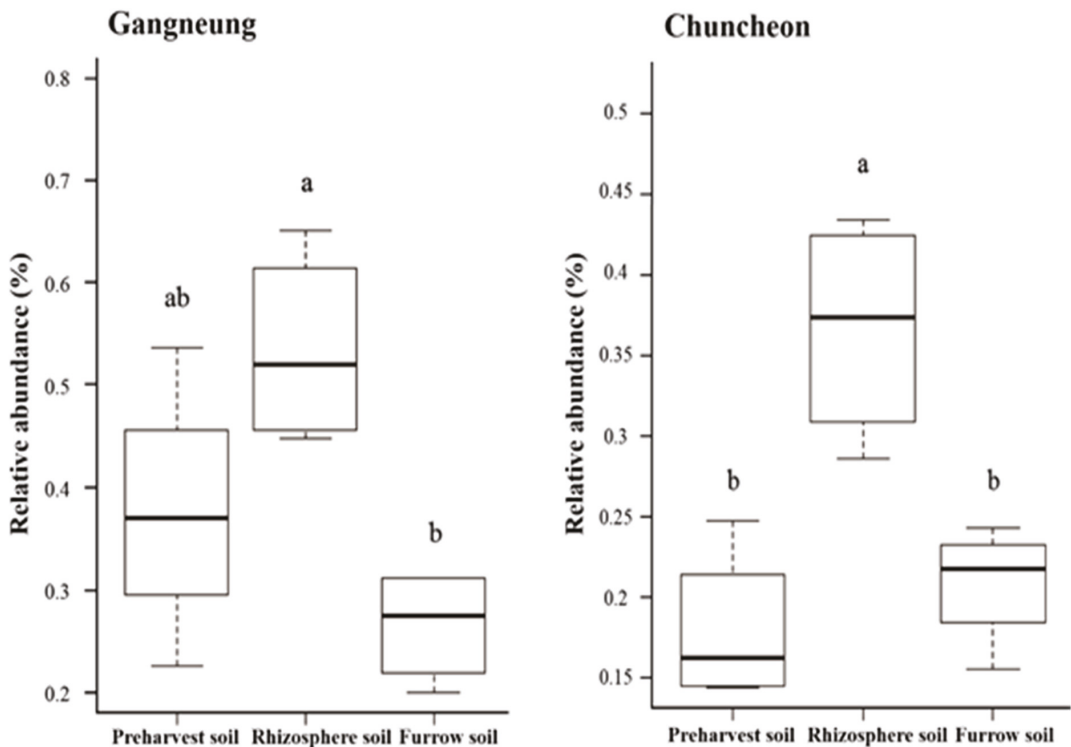 Gangneung
Relative abundance (%)
0.8
0.7
0.6
0.5
0.4
0.3
0.2
ab
a
b
Preharvest soil Rhizosphere soil Furrow soil
Chuncheon
Relative abundance (%)
0.5
0.45
0.4
0.35
0.3
0.25
0.2
0.15
b
a
b
Preharvest soil Rhizosphere soil Furrow soil